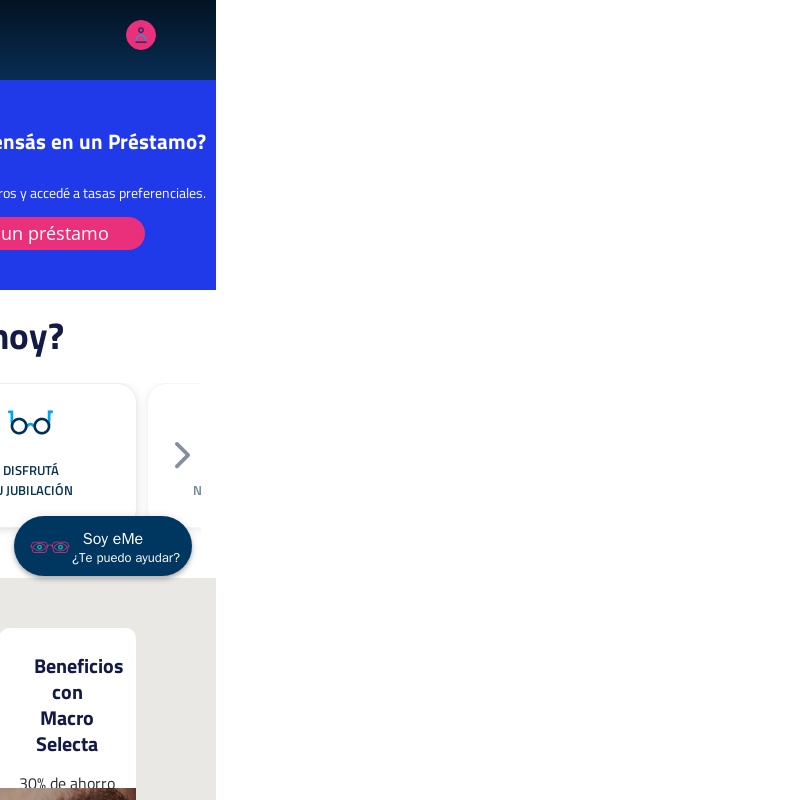 ensás en un Préstamo?
ros y accedé a tasas preferenciales.
un préstamo
hoy?
DISFRUTÁ
U JUBILACIÓN
N
Soy eMe
¿Te puedo ayudar?
Beneficios
con
Macro
Selecta
30% de ahorro